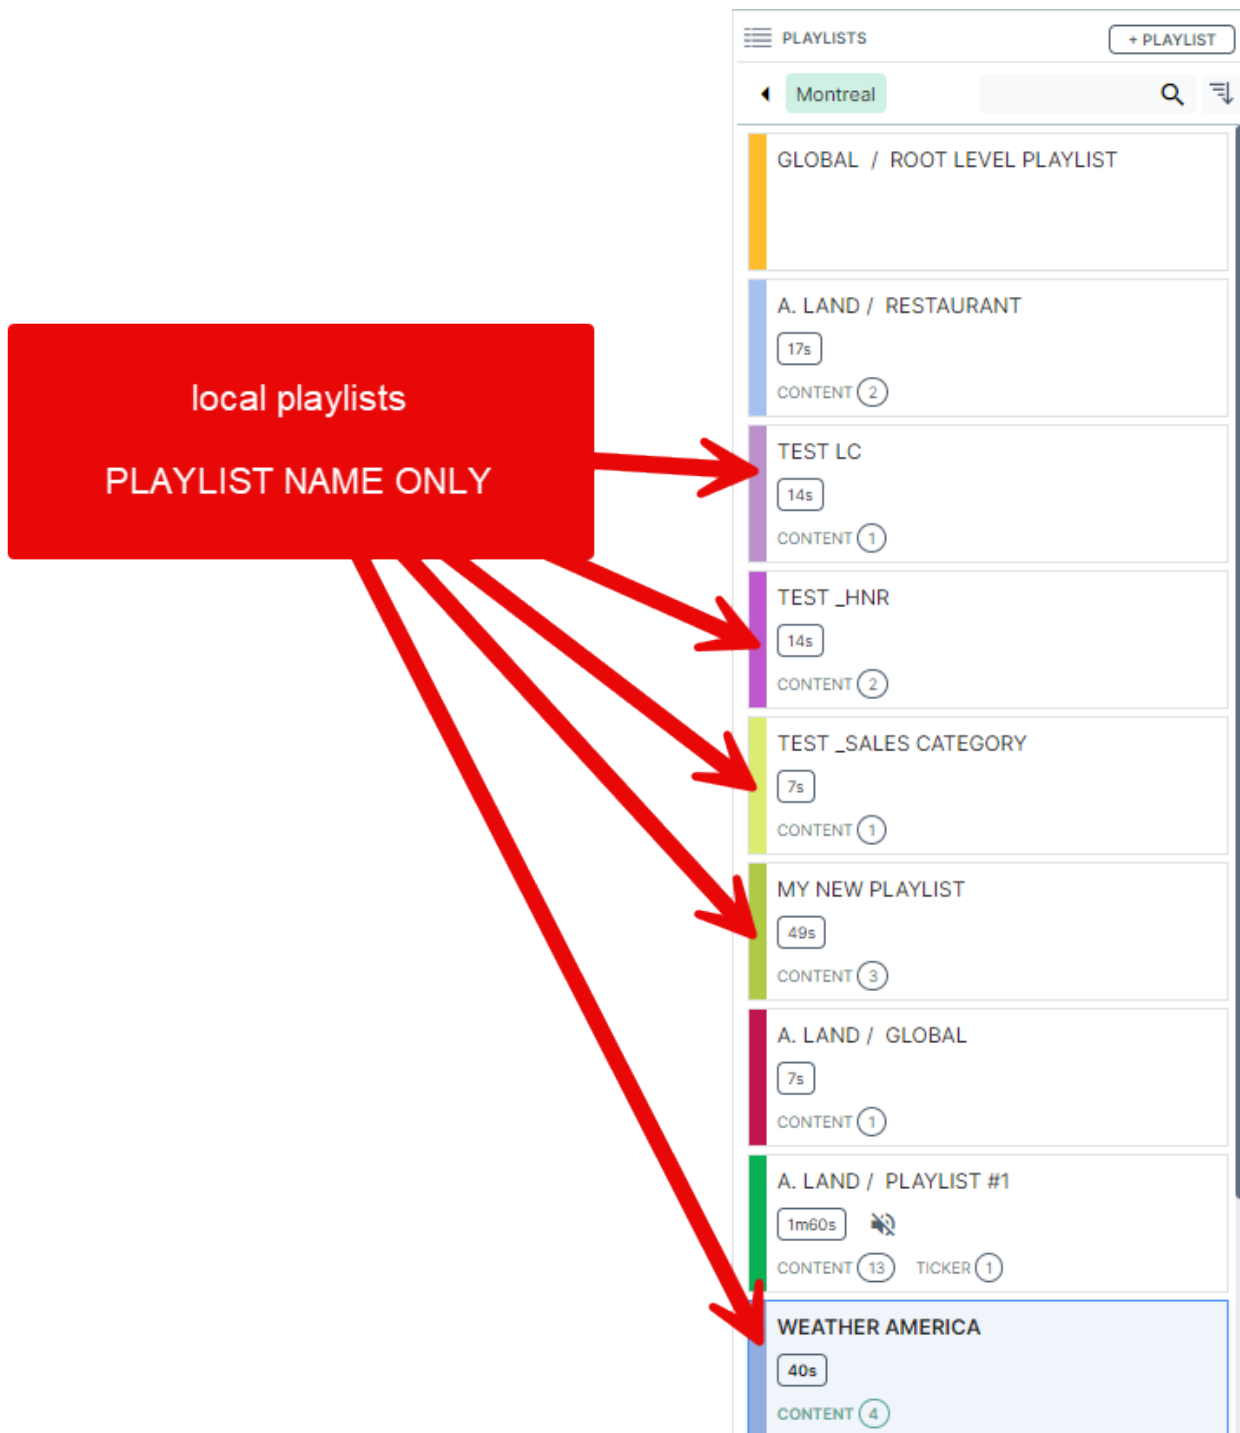 PLAYLISTS
+ PLAYLIST
Montreal
GLOBAL / ROOT LEVEL PLAYLIST
A. LAND / RESTAURANT
17s
CONTENT 2
local playlists
PLAYLIST NAME ONLY
TEST LC
14s
CONTENT 1
TEST _HNR
14s
CONTENT 2
TEST _SALES CATEGORY
7s
CONTENT 1
MY NEW PLAYLIST
49s
CONTENT 3
A. LAND / GLOBAL
7s
CONTENT 1
A. LAND / PLAYLIST #1
1m60s
CONTENT 13 TICKER 1
WEATHER AMERICA
40s
CONTENT 4